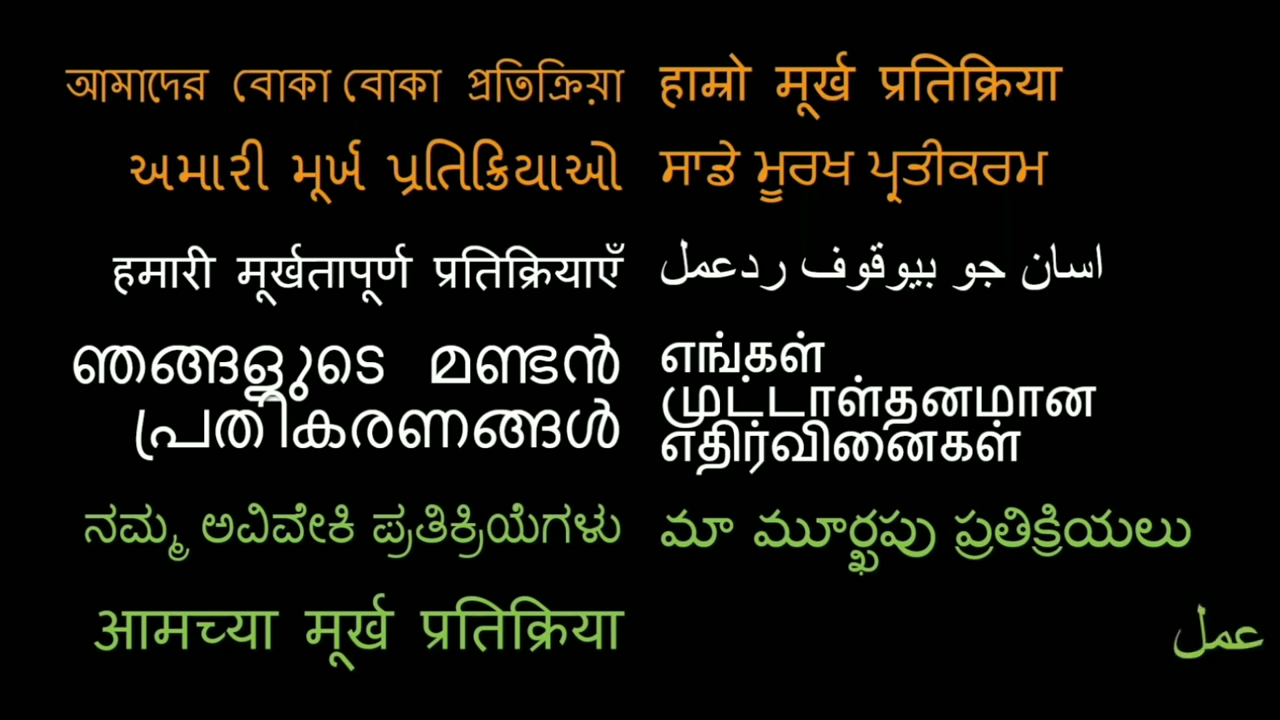 আমাদের বোকা বোকা প্রতিক্রিয়া
हाम्रो मूर्ख प्रतिक्रिया
અમારી મૂર્ખ પ્રતિક્રિયાઓ
ਸਾਡੇ ਮੂਰਖ ਪ੍ਰਤੀਕਰਮ
हमारी मूर्खतापूर्ण प्रतिक्रियाएँ
اسان جو بيوقوف ردعمل
ഞങ്ങളുടെ മണ്ടൻ
പ്രതികരണങ്ങൾ
எங்கள்
முட்டாள்தனமான
எதிர்வினைகள்
ನಮ್ಮ ಅವಿವೇಕಿ ಪ್ರತಿಕ್ರಿಯೆಗಳು
మా మూర్ఖపు ప్రతిక్రియలు
आमच्या मूर्ख प्रतिक्रिया
عمل